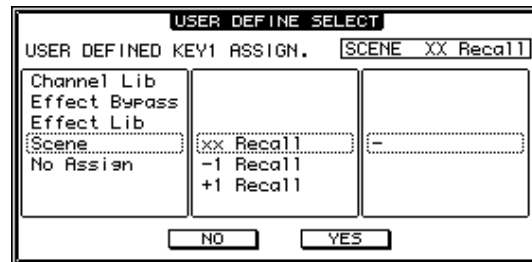 USER DEFINE SELECT
USER DEFINED KEY1 ASSIGN. SCENE XX Recall
Channel Lib
Effect Bypass
Effect Lib
Scene
No Assign
xx Recall
-1 Recall
+1 Recall
-
NO YES